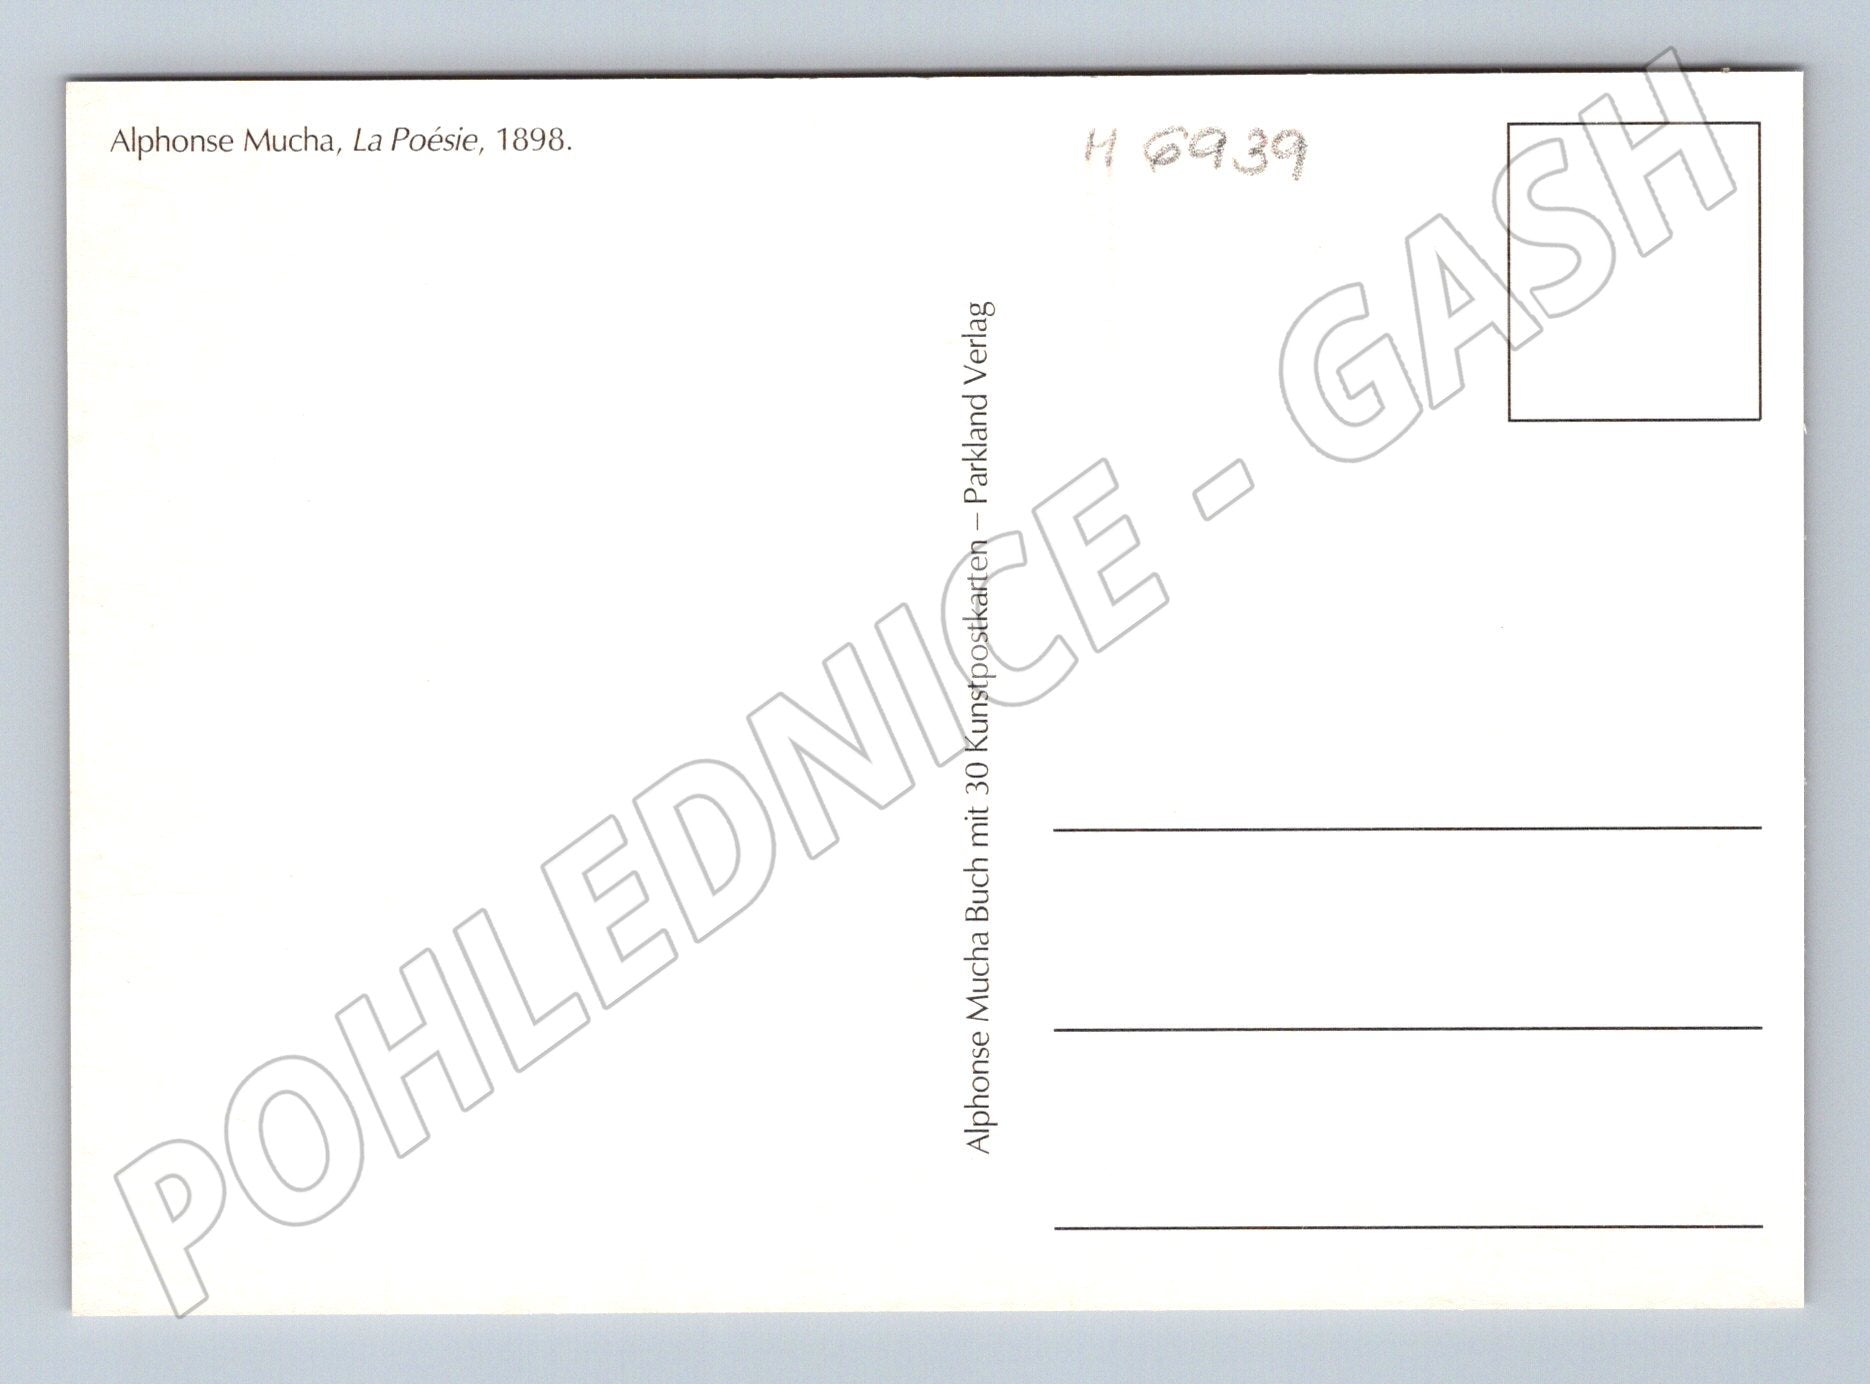 Alphonse Mucha, La Poésie, 1898.
H 6939
Alphonse Mucha Buch mit 30 Kunstpostkarten – Parkland Verlag
POHLEDNICE - GASH